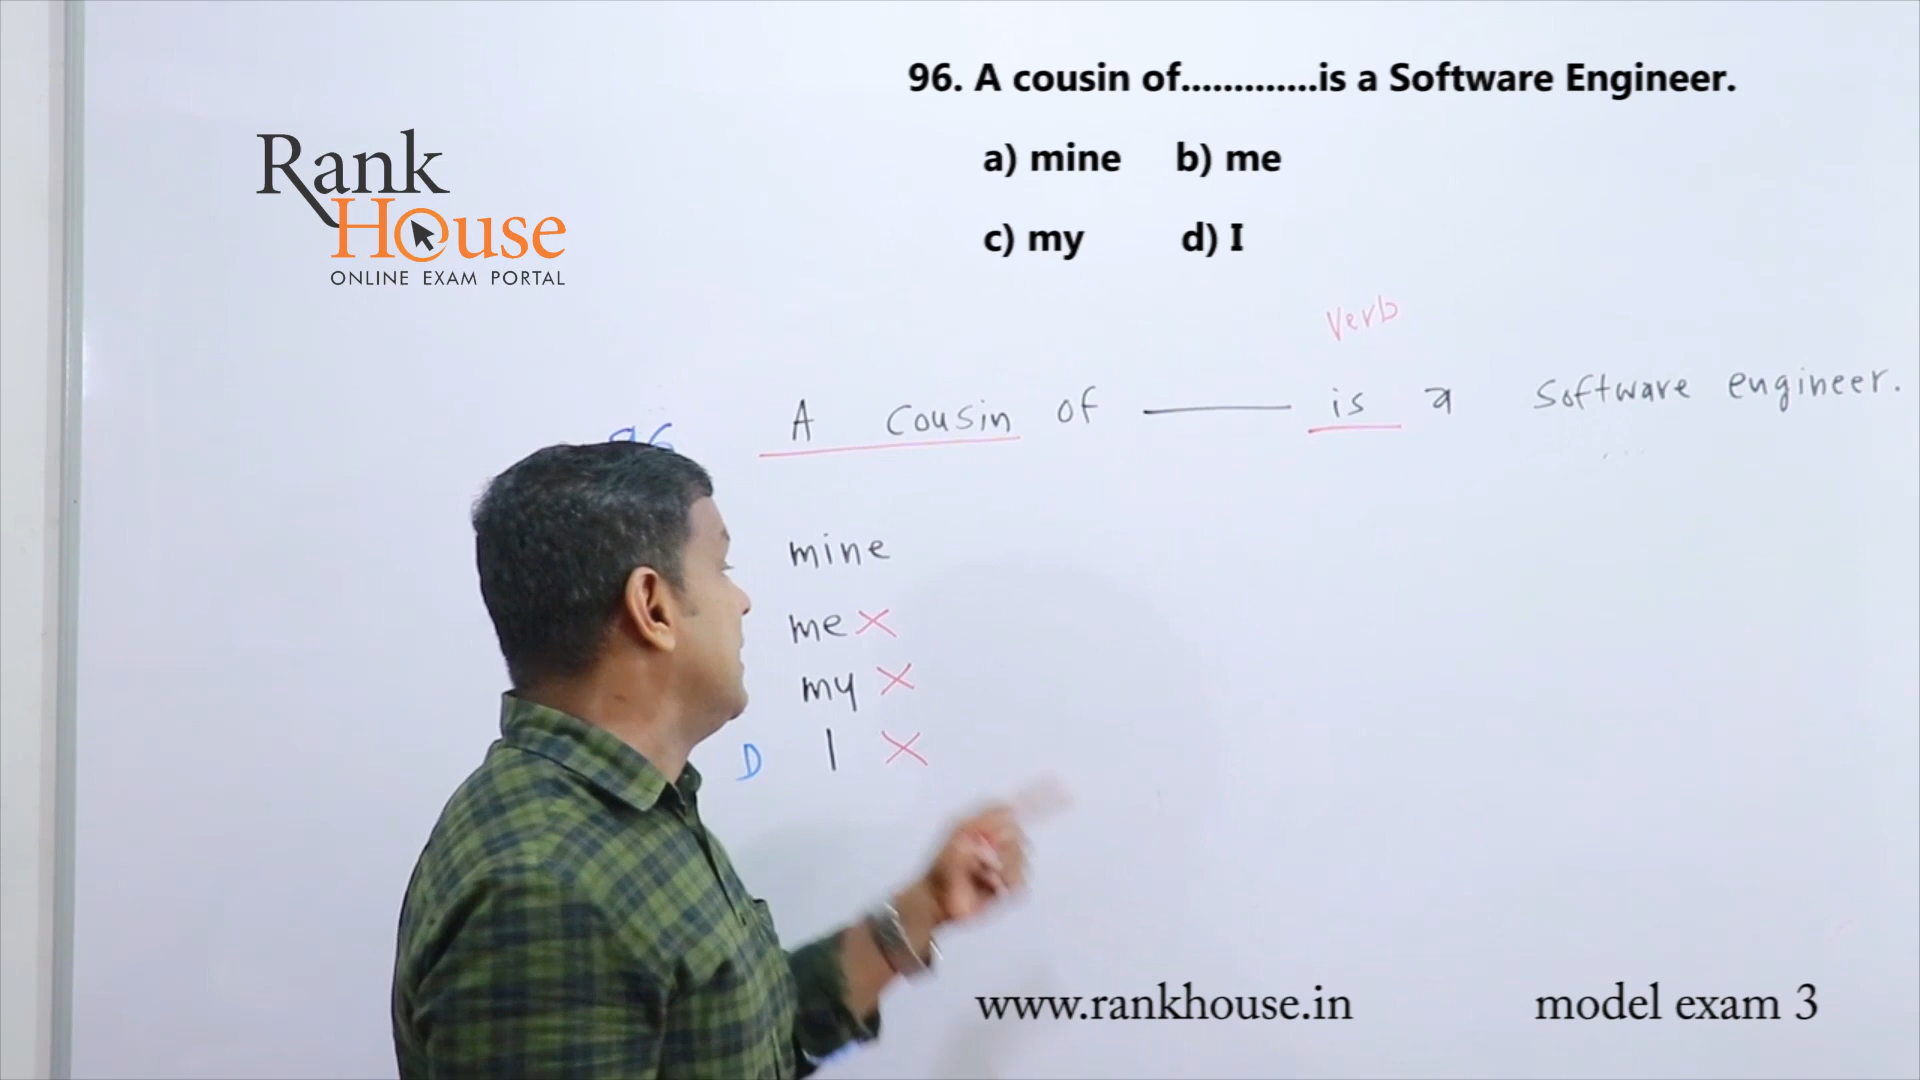 96. A cousin of.............is a Software Engineer.
a) mine b) me
c) my d) I
Rank
House
ONLINE EXAM PORTAL
Verb
96
A cousin of ______ is a Software engineer.
mine
me X
my X
D I X
www.rankhouse.in model exam 3